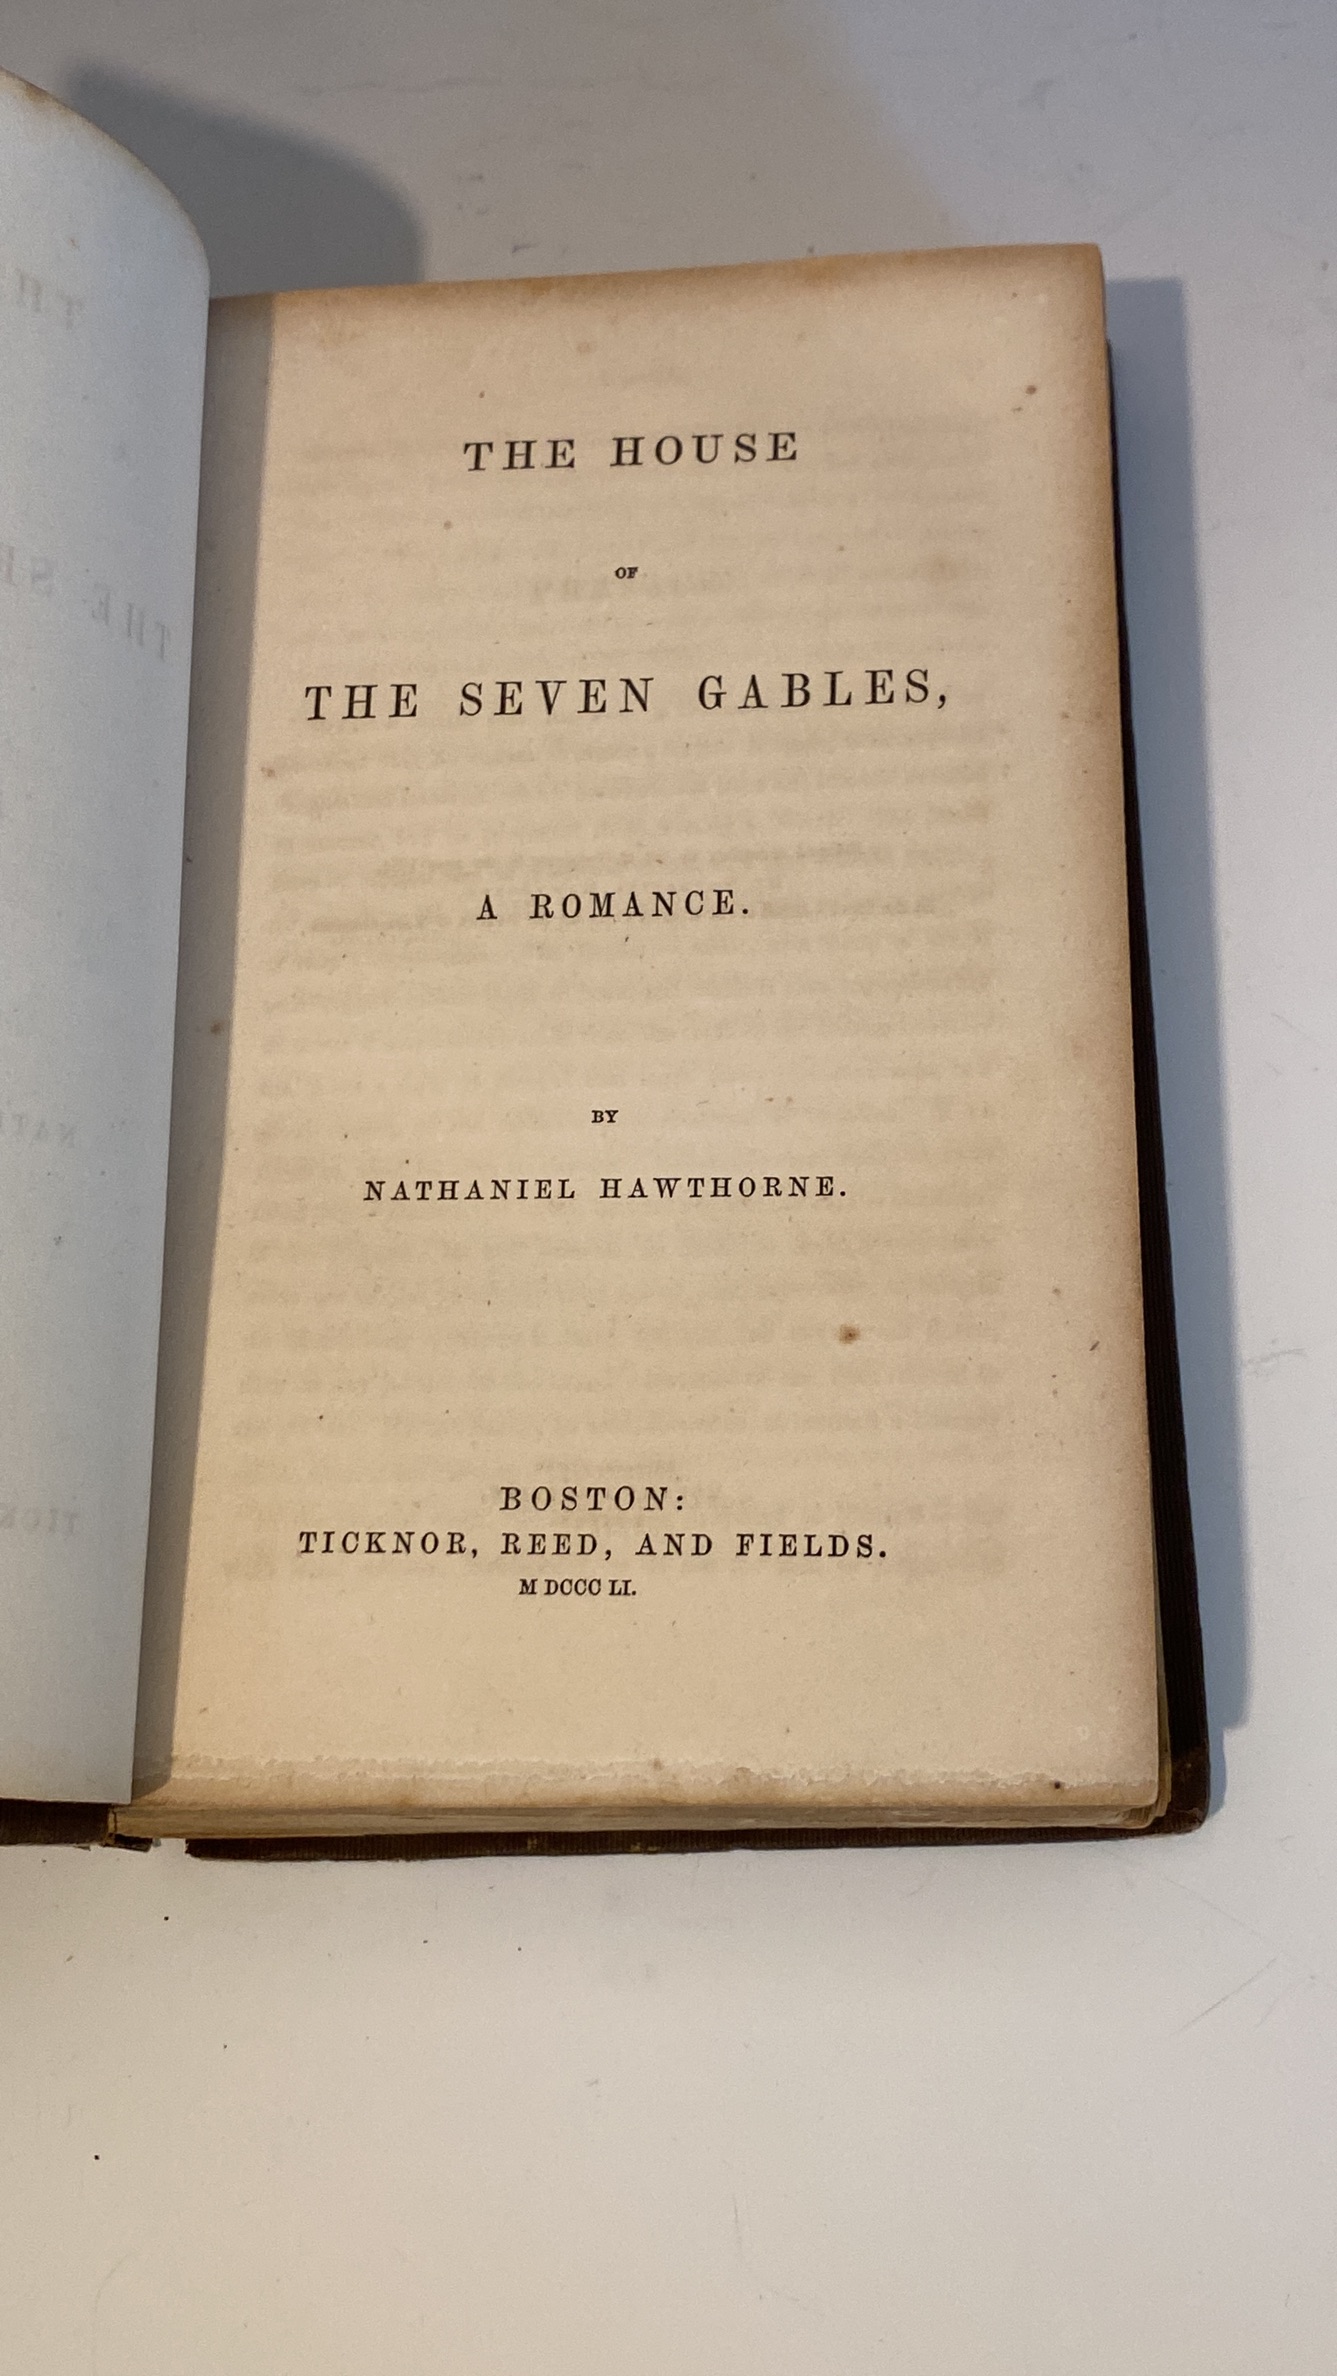 THE HOUSE
OF
THE SEVEN GABLES,
A ROMANCE.
BY
NATHANIEL HAWTHORNE.
BOSTON:
TICKNOR, REED, AND FIELDS.
M DCCC LI.